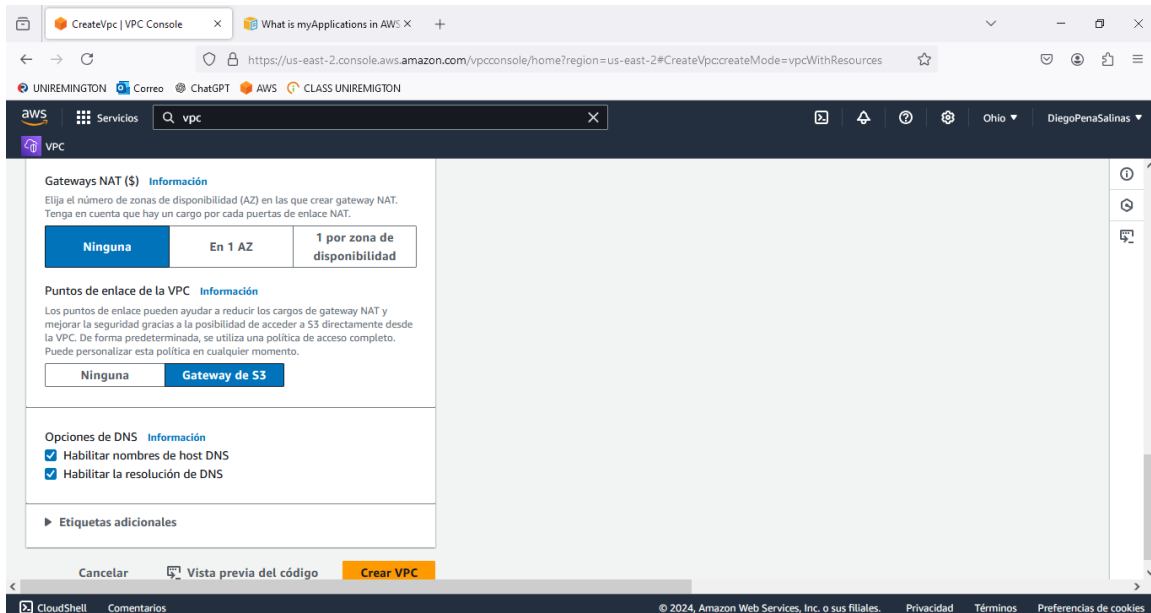 CreateVpc | VPC Console
What is myApplications in AWS
https://us-east-2.console.aws.amazon.com/vpcconsole/home?region=us-east-2#CreateVpc:createMode=vpcWithResources
UNIREMINGTON Correo ChatGPT AWS CLASS UNIREMIGTON
aws Servicios vpc Ohio DiegoPenaSalinas
VPC
Gateways NAT ($) Información
Elija el número de zonas de disponibilidad (AZ) en las que crear gateway NAT.
Tenga en cuenta que hay un cargo por cada puertas de enlace NAT.
Ninguna En 1 AZ 1 por zona de
disponibilidad
Puntos de enlace de la VPC Información
Los puntos de enlace pueden ayudar a reducir los cargos de gateway NAT y
mejorar la seguridad gracias a la posibilidad de acceder a S3 directamente desde
la VPC. De forma predeterminada, se utiliza una política de acceso completo.
Puede personalizar esta política en cualquier momento.
Ninguna Gateway de S3
Opciones de DNS Información
Habilitar nombres de host DNS
Habilitar la resolución de DNS
Etiquetas adicionales
Cancelar Vista previa del código Crear VPC
CloudShell Comentarios © 2024, Amazon Web Services, Inc. o sus filiales. Privacidad Términos Preferencias de cookies